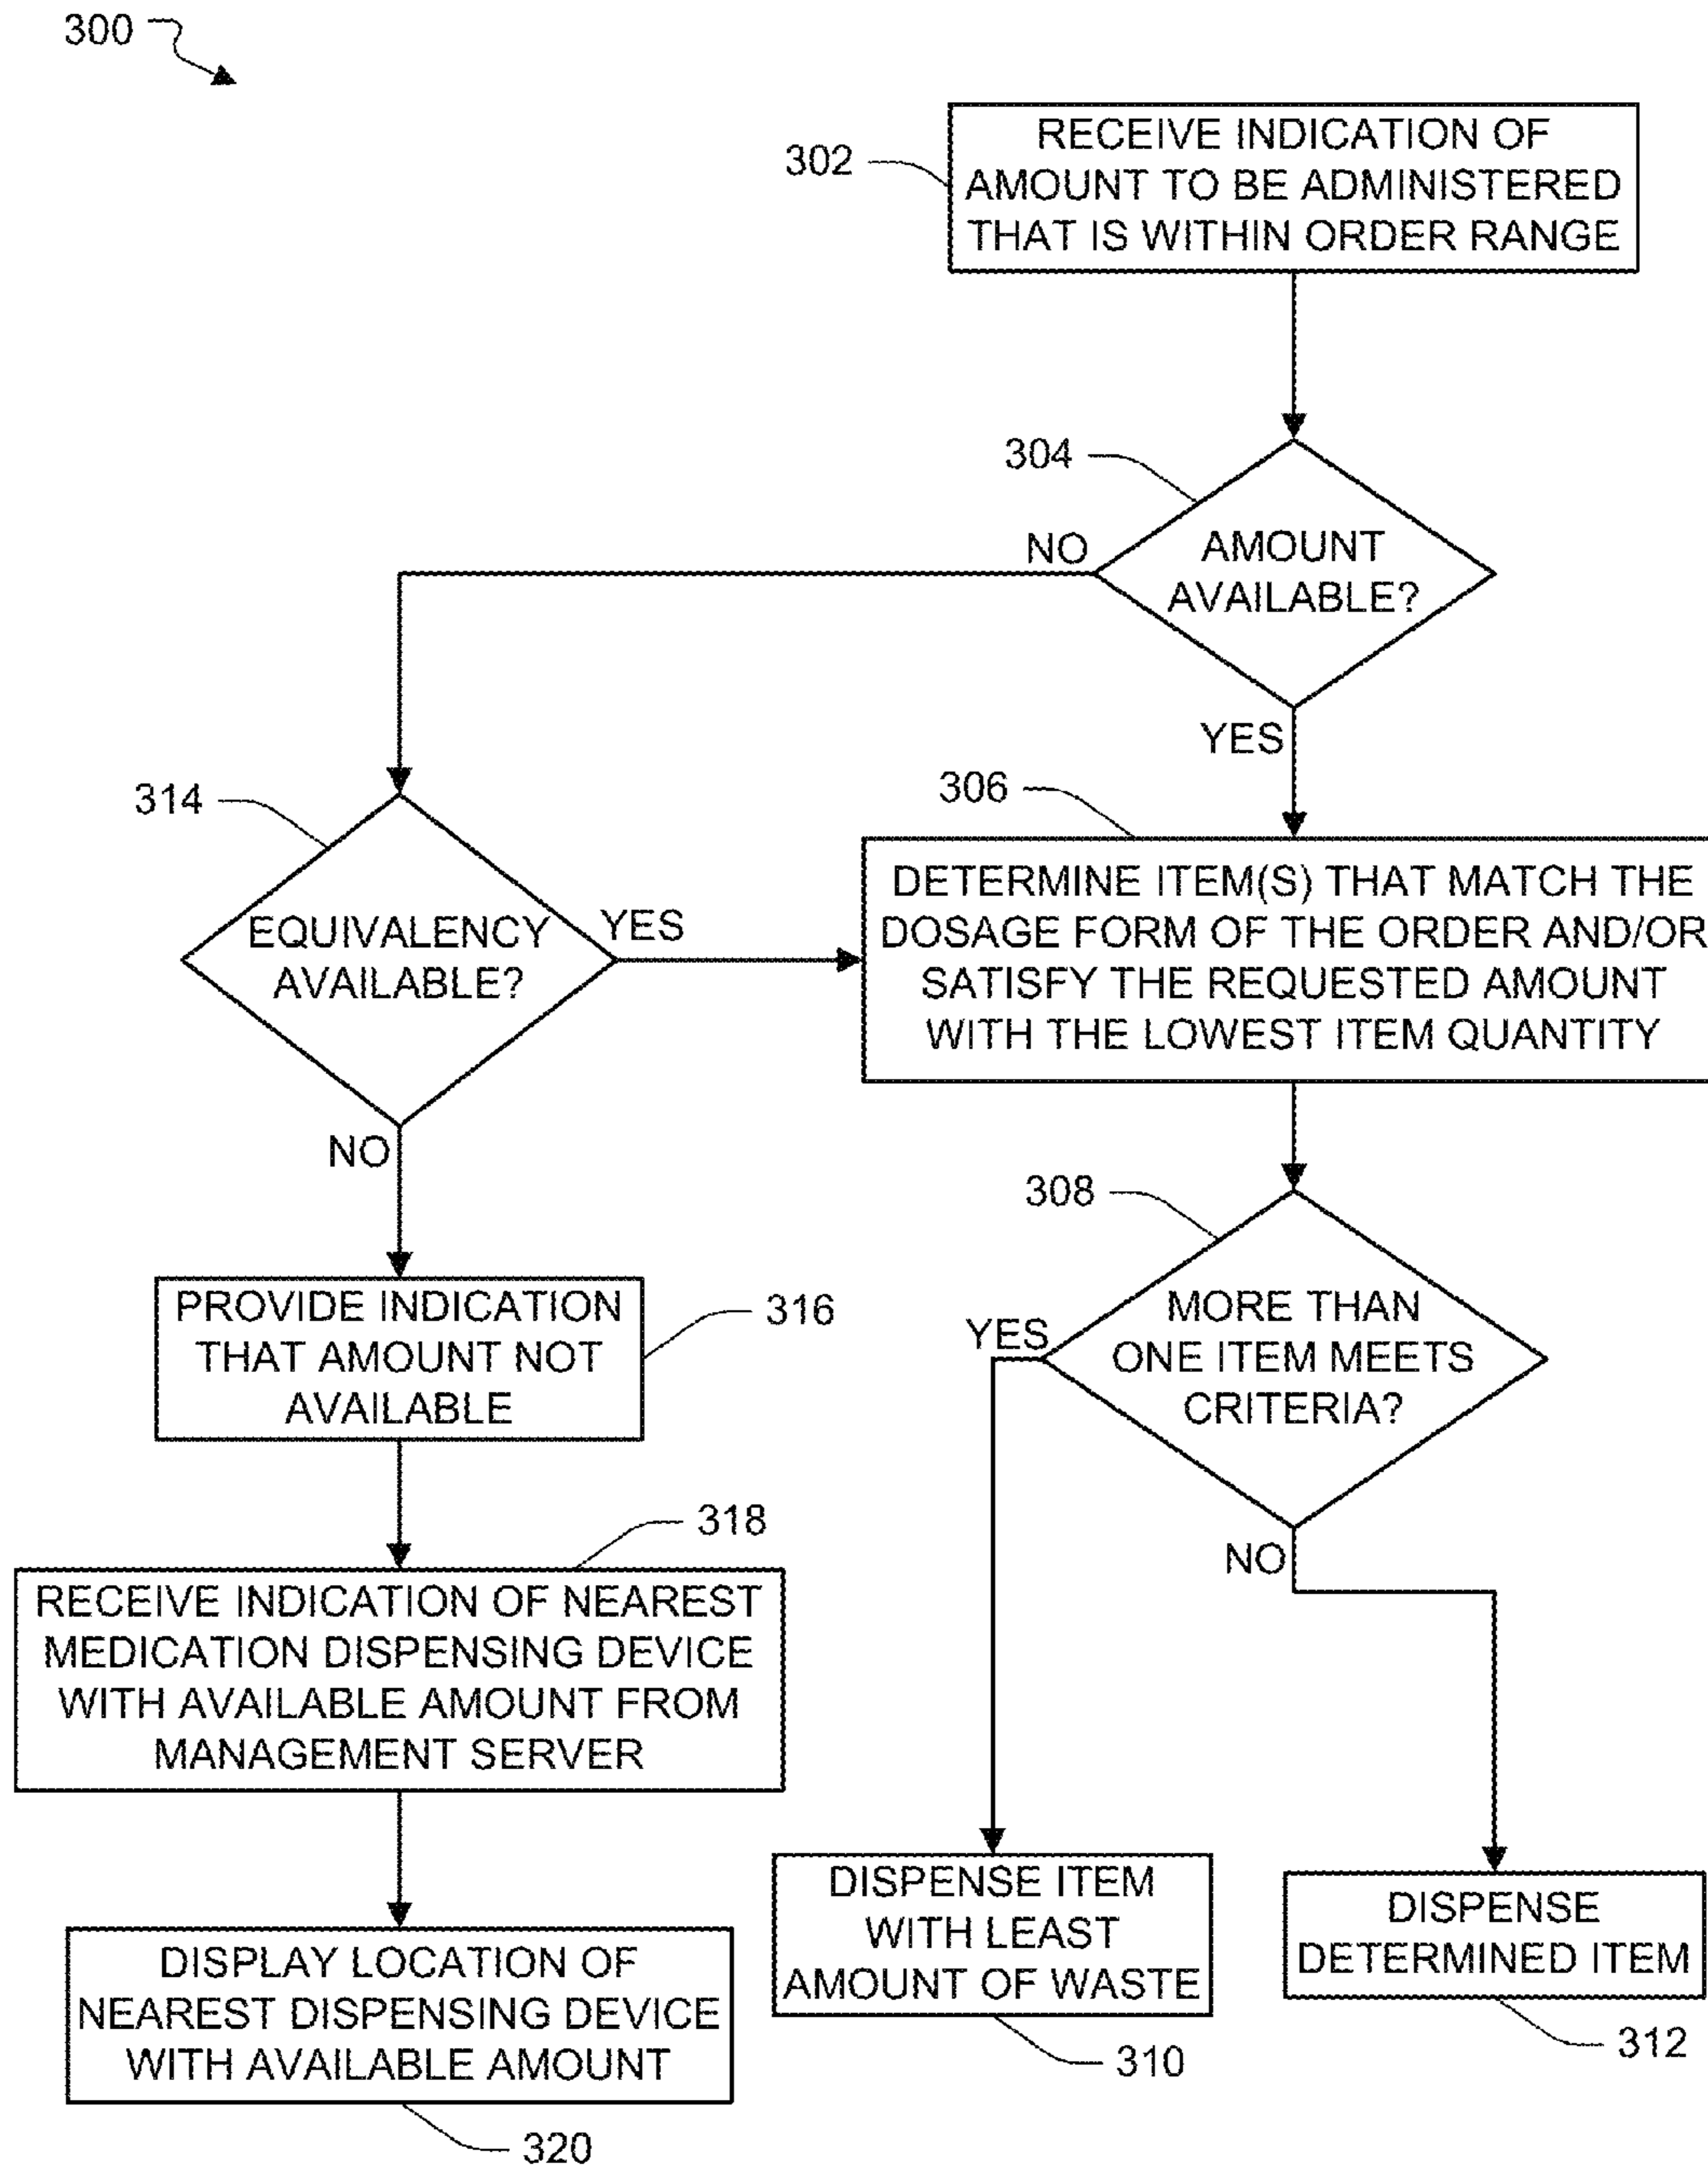 300
302
RECEIVE INDICATION OF
AMOUNT TO BE ADMINISTERED
THAT IS WITHIN ORDER RANGE
304
AMOUNT
AVAILABLE?
NO
YES
306
DETERMINE ITEM(S) THAT MATCH THE
DOSAGE FORM OF THE ORDER AND/OR
SATISFY THE REQUESTED AMOUNT
WITH THE LOWEST ITEM QUANTITY
314
EQUIVALENCY
AVAILABLE?
YES
NO
308
MORE THAN
ONE ITEM MEETS
CRITERIA?
YES
NO
PROVIDE INDICATION
THAT AMOUNT NOT
AVAILABLE
316
318
RECEIVE INDICATION OF NEAREST
MEDICATION DISPENSING DEVICE
WITH AVAILABLE AMOUNT FROM
MANAGEMENT SERVER
DISPLAY LOCATION OF
NEAREST DISPENSING DEVICE
WITH AVAILABLE AMOUNT
320
DISPENSE ITEM
WITH LEAST
AMOUNT OF WASTE
310
DISPENSE
DETERMINED ITEM
312